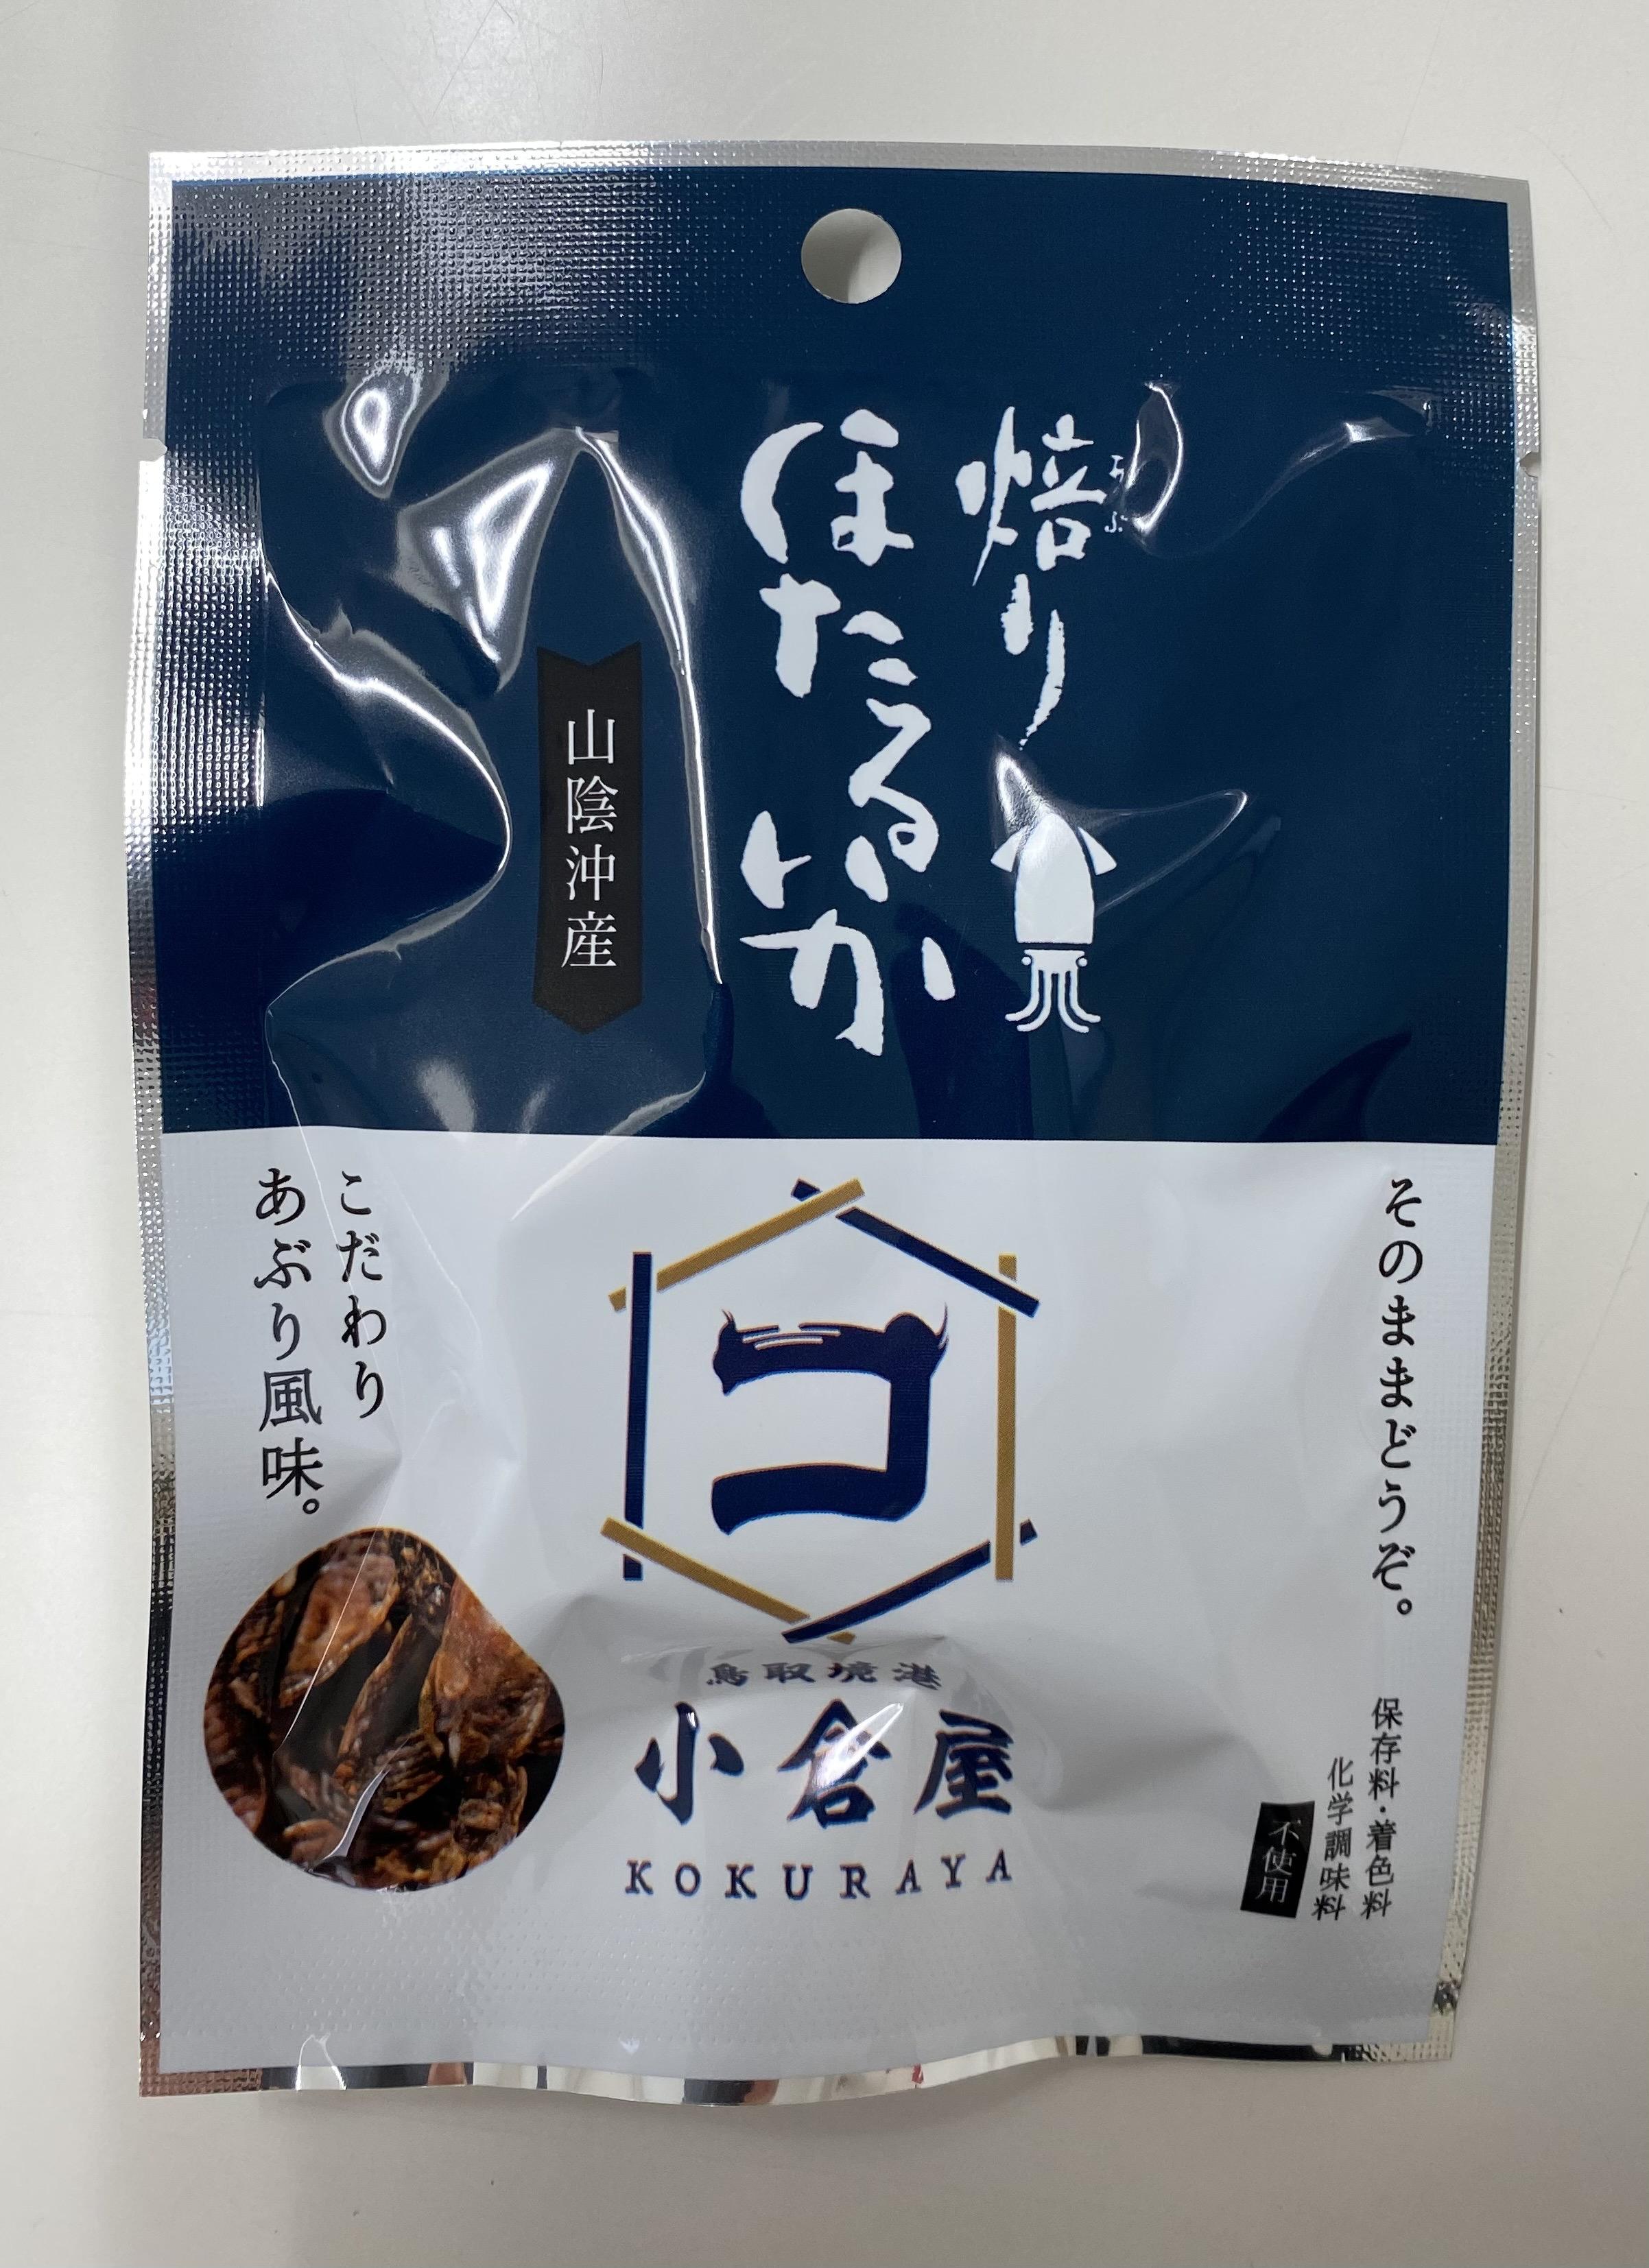 焙り
あぶ
ほたるいか
山陰沖産
そのままどうぞ。
こだわり
あぶり風味。
コ
鳥取境港
小倉屋
KOKURAYA
保存料・着色料
化学調味料
不使用